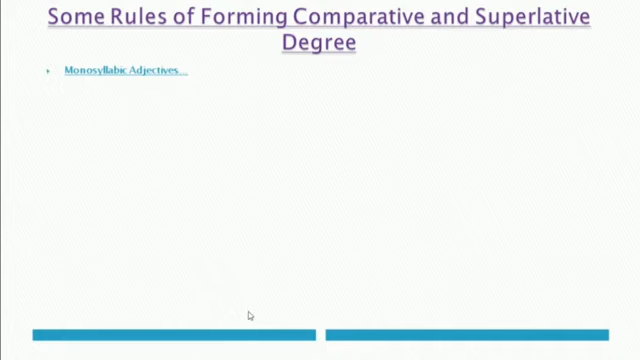 Some Rules of Forming Comparative and Superlative
Degree
Monosyllabic Adjectives...